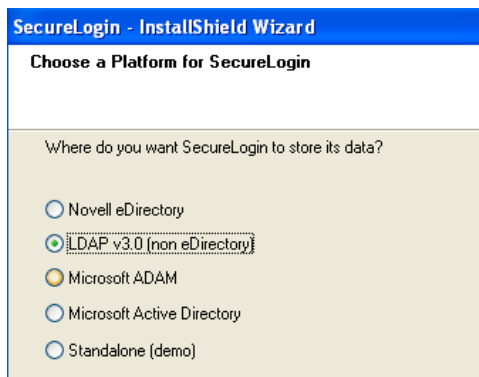 SecureLogin - InstallShield Wizard
Choose a Platform for SecureLogin
Where do you want SecureLogin to store its data?
Novell eDirectory
LDAP v3.0 (non eDirectory)
Microsoft ADAM
Microsoft Active Directory
Standalone (demo)